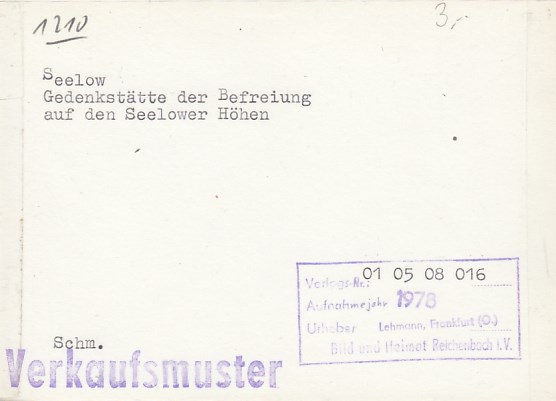 1210
3,-
Seelow
Gedenkstätte der Befreiung
auf den Seelower Höhen
Verlags-Nr.: 01 05 08 016
Aufnahmejahr 1978
Urheber Lehmann, Frankfurt (O.)
Bild und Heimat Reichenbach i.V.
Schm.
Verkaufsmuster